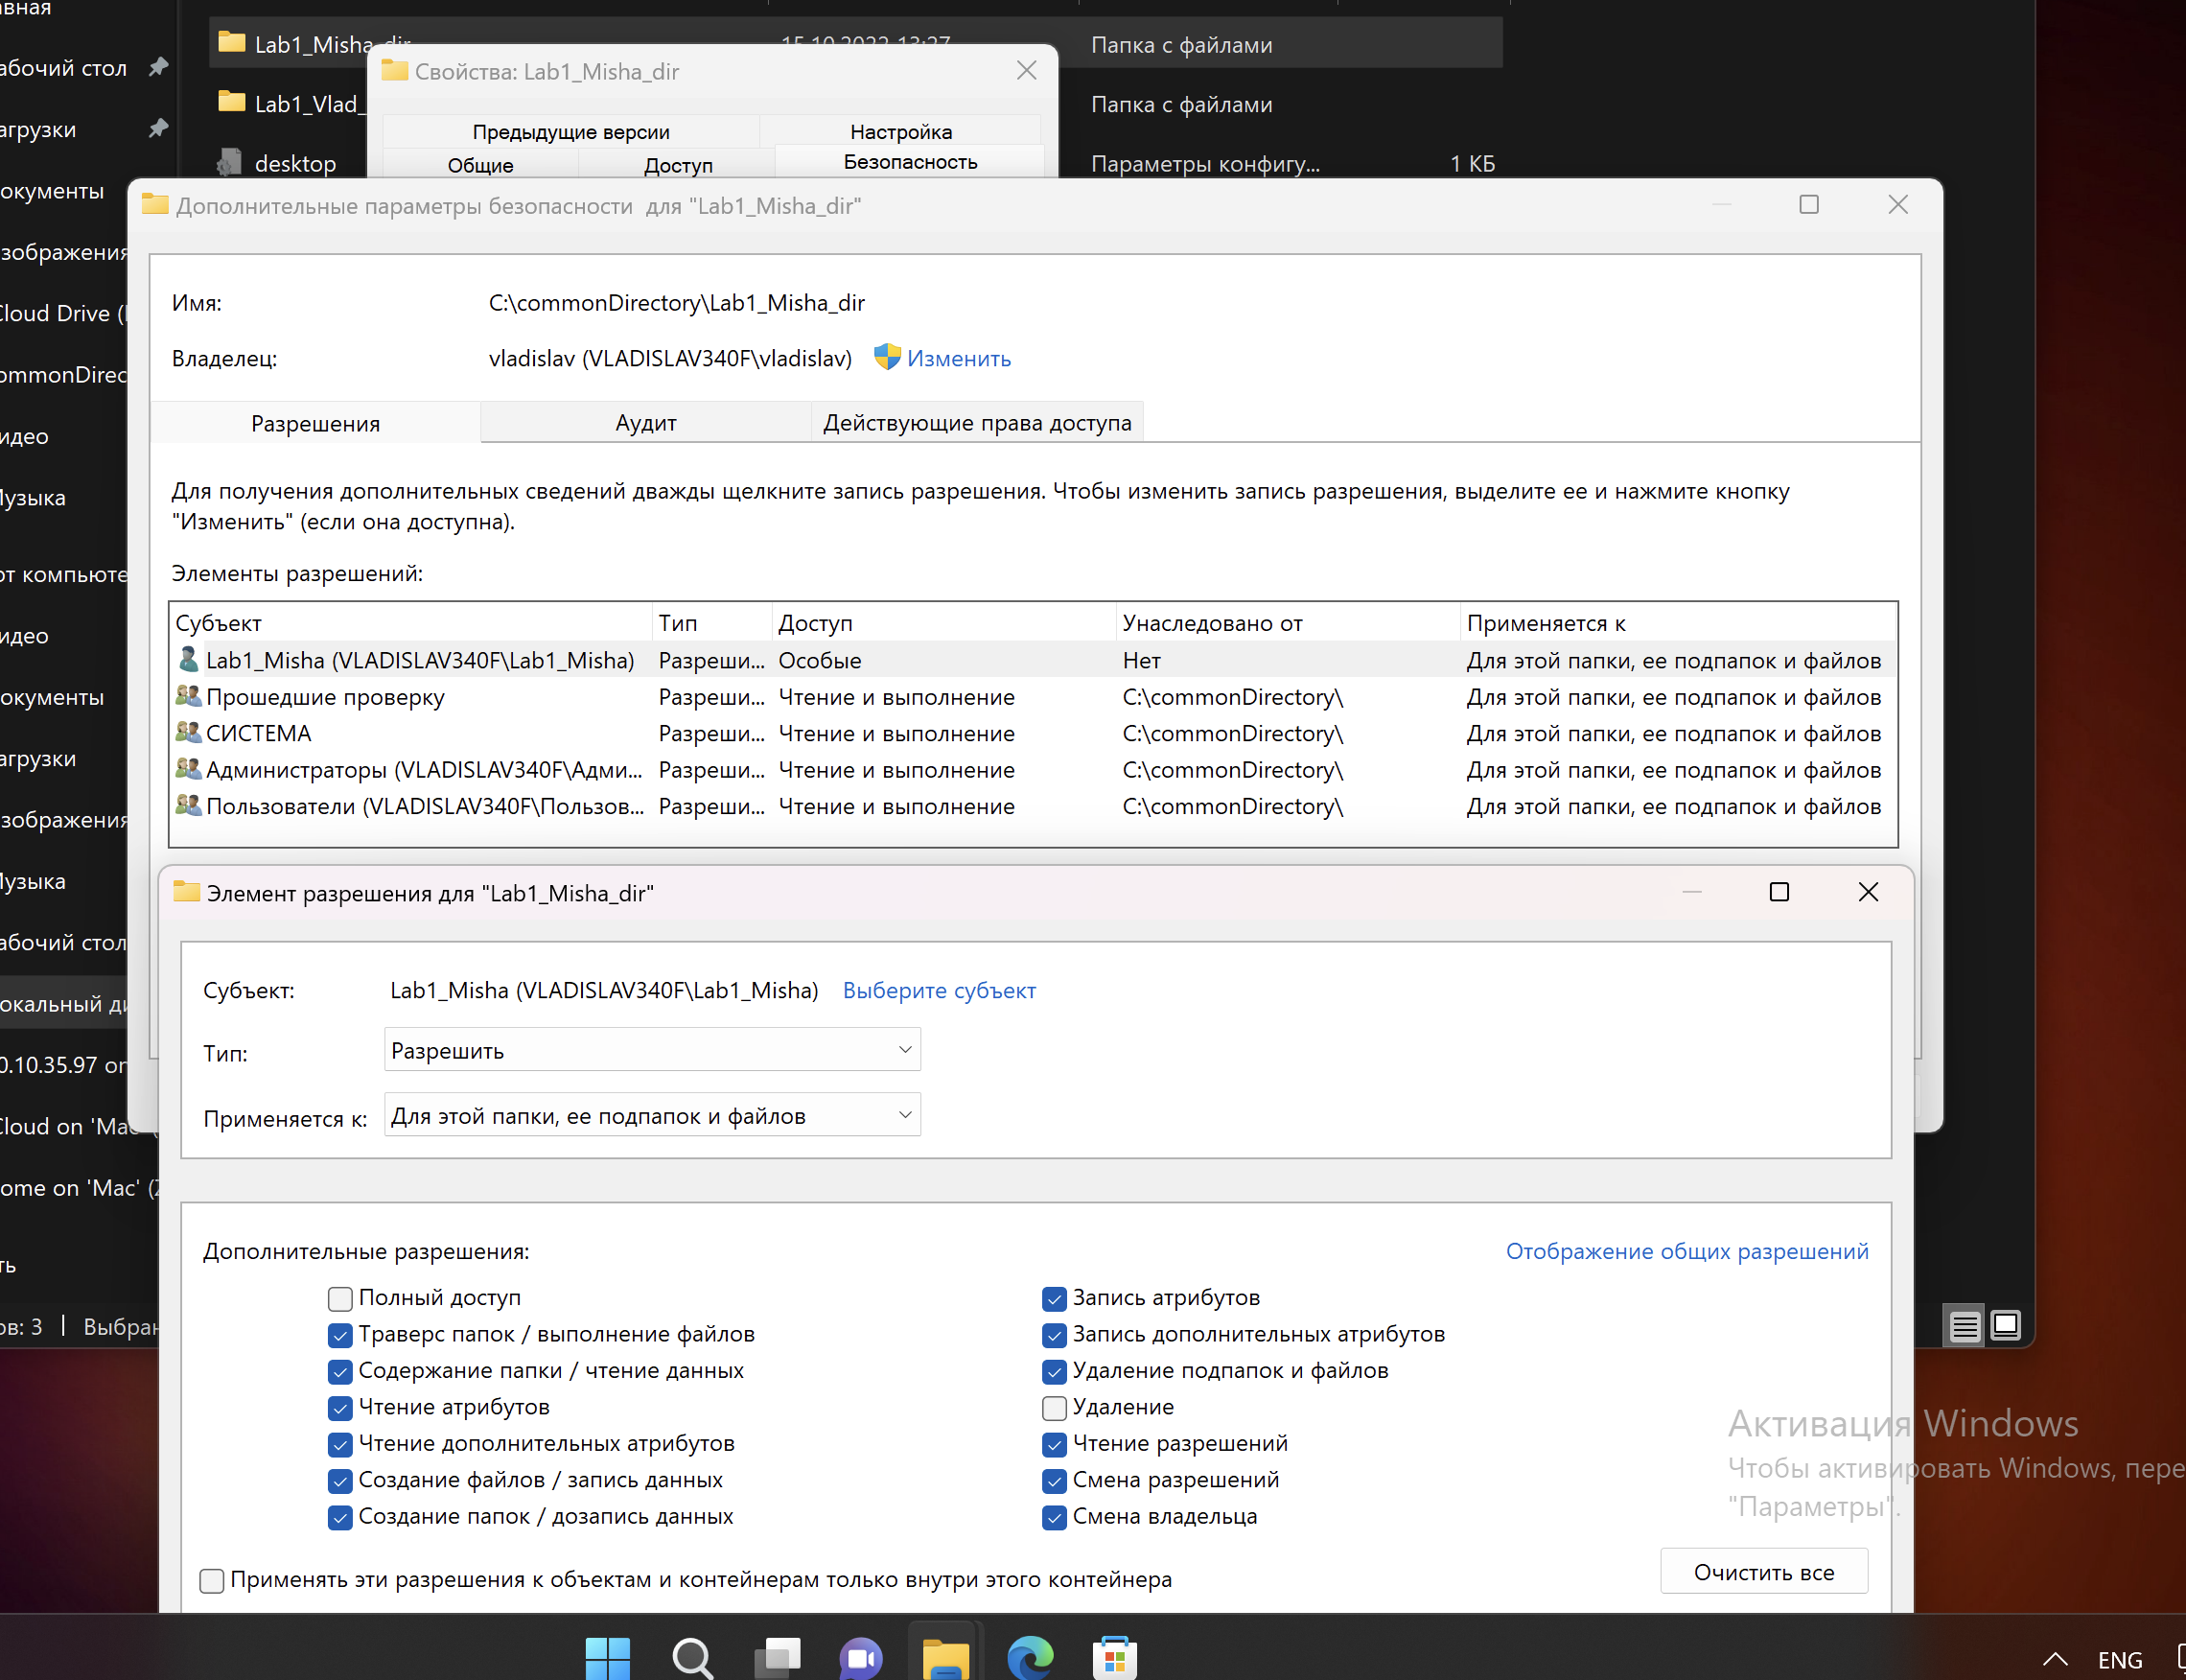 Lab1_Misha_dir 15.10.2022 13:27 Папка с файлами
Свойства: Lab1_Misha_dir
Lab1_Vlad_ Папка с файлами
Предыдущие версии Настройка
Общие Доступ Безопасность
desktop Параметры конфигу... 1 КБ
Дополнительные параметры безопасности для "Lab1_Misha_dir"
Имя: C:\commonDirectory\Lab1_Misha_dir
Владелец: vladislav (VLADISLAV340F\vladislav) Изменить
Разрешения Аудит Действующие права доступа
Для получения дополнительных сведений дважды щелкните запись разрешения. Чтобы изменить запись разрешения, выделите ее и нажмите кнопку
"Изменить" (если она доступна).
Элементы разрешений:
Субъект Тип Доступ Унаследовано от Применяется к
Lab1_Misha (VLADISLAV340F\Lab1_Misha) Разреши... Особые Нет Для этой папки, ее подпапок и файлов
Прошедшие проверку Разреши... Чтение и выполнение C:\commonDirectory\ Для этой папки, ее подпапок и файлов
СИСТЕМА Разреши... Чтение и выполнение C:\commonDirectory\ Для этой папки, ее подпапок и файлов
Администраторы (VLADISLAV340F\Адми... Разреши... Чтение и выполнение C:\commonDirectory\ Для этой папки, ее подпапок и файлов
Пользователи (VLADISLAV340F\Пользов... Разреши... Чтение и выполнение C:\commonDirectory\ Для этой папки, ее подпапок и файлов
Элемент разрешения для "Lab1_Misha_dir"
Субъект: Lab1_Misha (VLADISLAV340F\Lab1_Misha) Выберите субъект
Тип: Разрешить
Применяется к: Для этой папки, ее подпапок и файлов
Дополнительные разрешения: Отображение общих разрешений
Полный доступ
Траверс папок / выполнение файлов
Содержание папки / чтение данных
Чтение атрибутов
Чтение дополнительных атрибутов
Создание файлов / запись данных
Создание папок / дозапись данных
Запись атрибутов
Запись дополнительных атрибутов
Удаление подпапок и файлов
Удаление
Чтение разрешений
Смена разрешений
Смена владельца
Применять эти разрешения к объектам и контейнерам только внутри этого контейнера
Очистить все
авная
абочий стол
агрузки
окументы
зображения
Cloud Drive (
ommonDirec
идео
Музыка
от компьюте
идео
окументы
агрузки
зображения
Музыка
абочий стол
окальный ди
0.10.35.97 on
Cloud on 'Mac' (
ome on 'Mac' (Z
ть
ов: 3 Выбран
Активация Windows
Чтобы активировать Windows, пере
"Параметры".
ENG